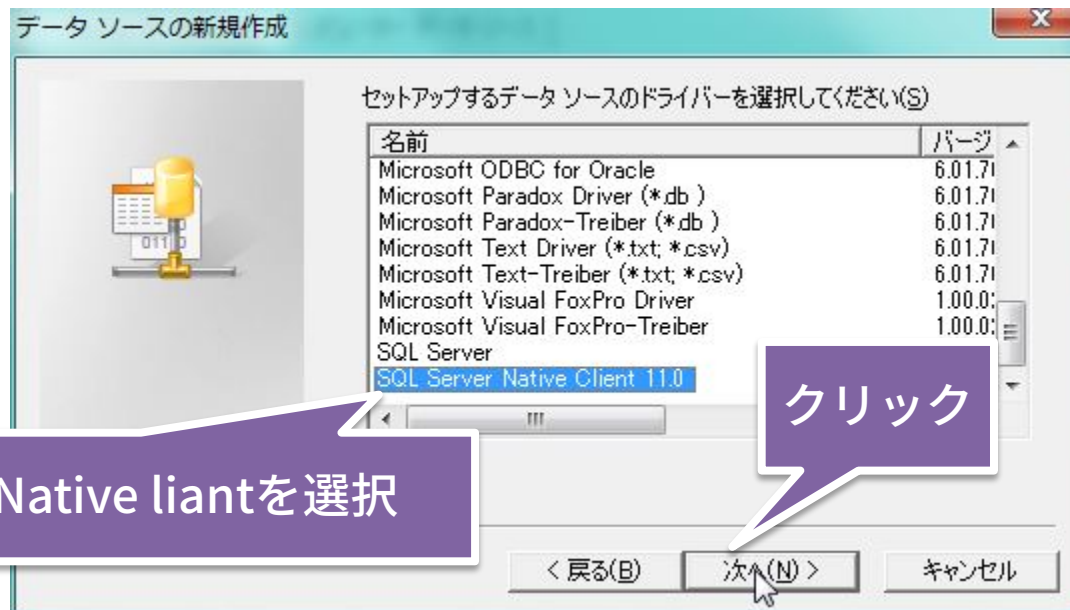 データ ソースの新規作成
セットアップするデータ ソースのドライバーを選択してください(S)
名前 バージ
Microsoft ODBC for Oracle 6.01.7
Microsoft Paradox Driver (*.db ) 6.01.7
Microsoft Paradox-Treiber (*.db ) 6.01.7
Microsoft Text Driver (*.txt; *.csv) 6.01.7
Microsoft Text-Treiber (*.txt; *.csv) 6.01.7
Microsoft Visual FoxPro Driver 1.00.0
Microsoft Visual FoxPro-Treiber 1.00.0
SQL Server
SQL Server Native Client 11.0
クリック
Native liantを選択
< 戻る(B) 次へ(N) > キャンセル